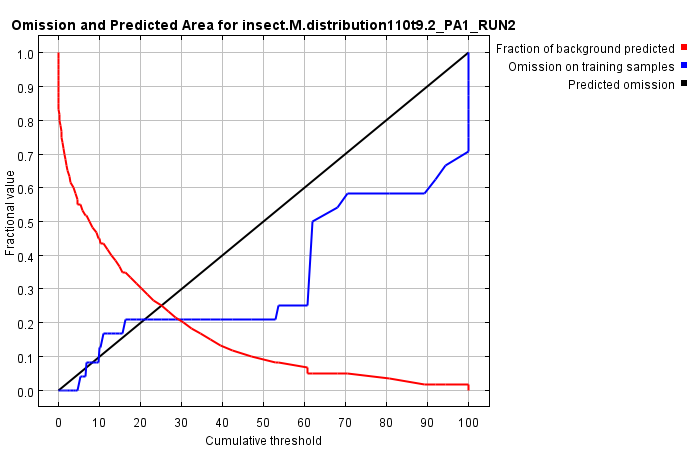 Omission and Predicted Area for insect.M.distribution110t9.2_PA1_RUN2
Fraction of background predicted
Omission on training samples
Predicted omission
Fractional value
1.0
0.9
0.8
0.7
0.6
0.5
0.4
0.3
0.2
0.1
0.0
0 10 20 30 40 50 60 70 80 90 100
Cumulative threshold